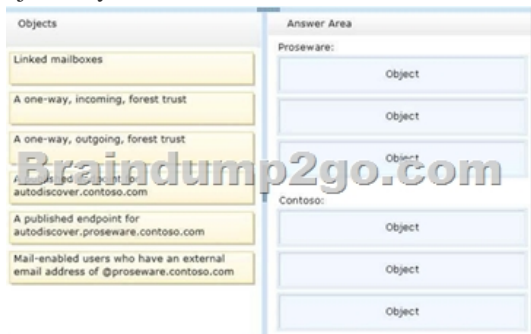 Objects
Linked mailboxes
A one-way, incoming, forest trust
A one-way, outgoing, forest trust
autodiscover.contoso.com
A published endpoint for
autodiscover.proseware.contoso.com
Mail-enabled users who have an external
email address of @proseware.contoso.com
Answer Area
Proseware:
Object
Object
Object
Contoso:
Object
Object
Object
Braindump2go.com